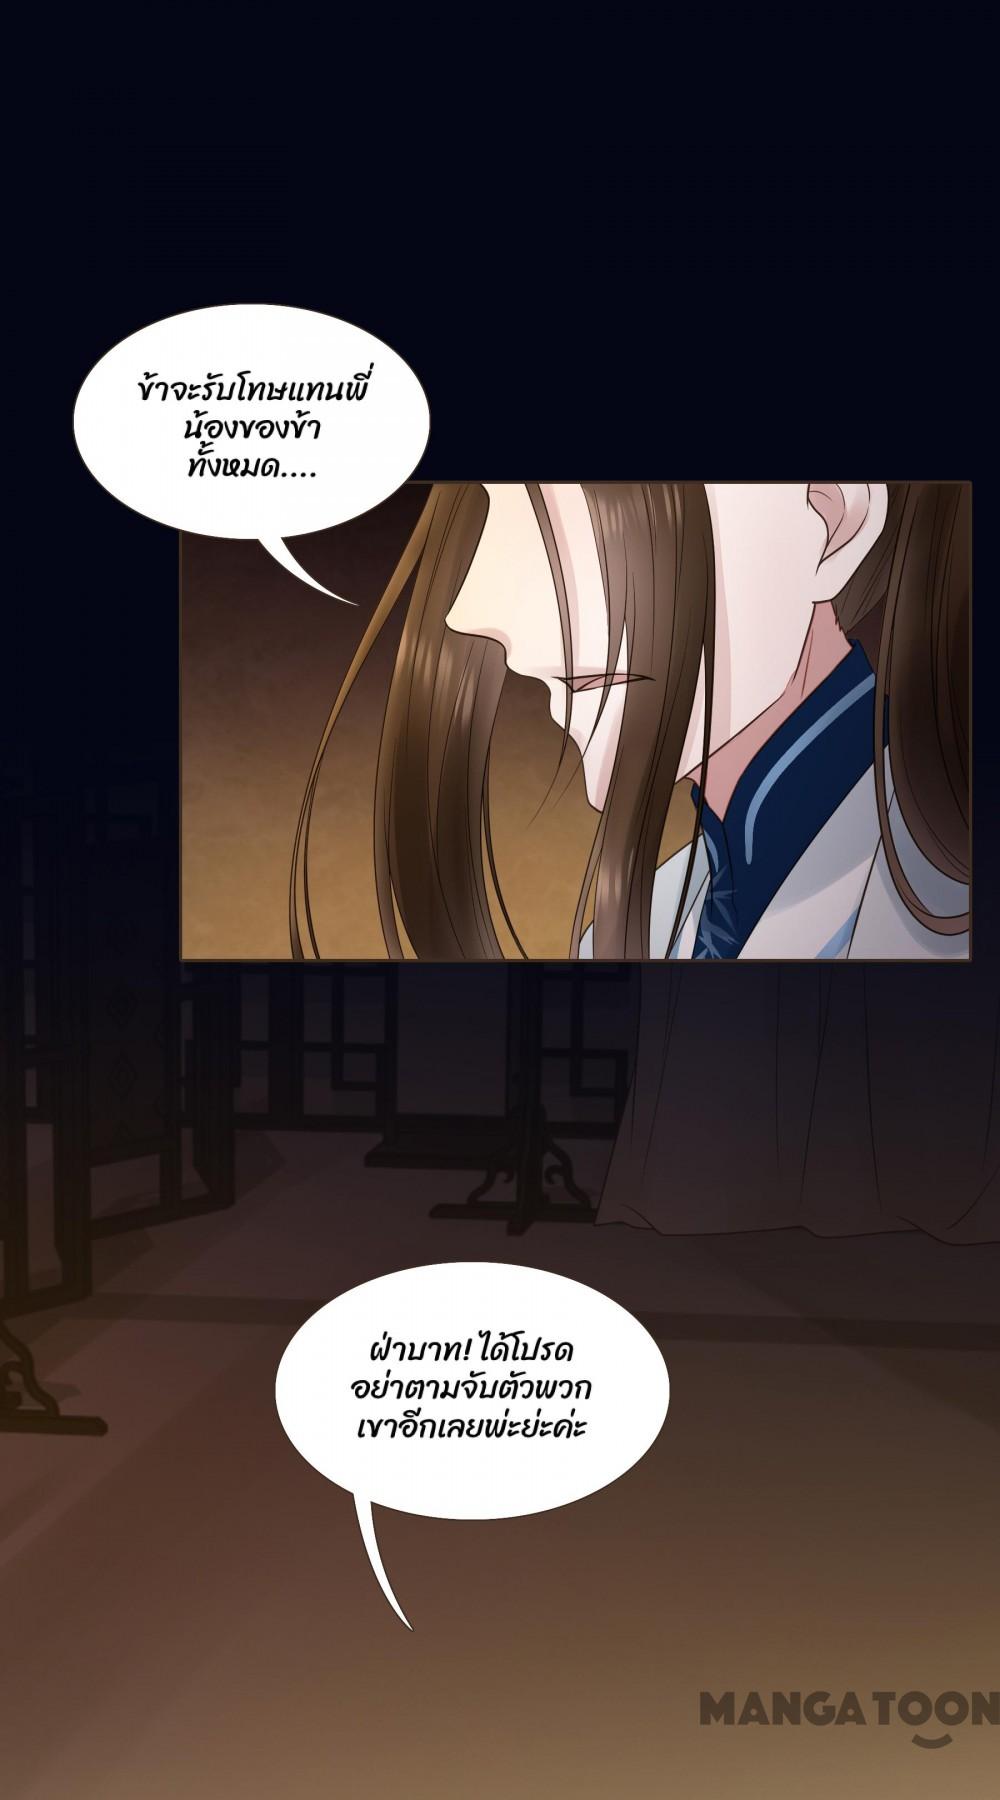 ข้าจะรับโทษแทนพี่
น้องของข้า
ทั้งหมด....
ฝ่าบาท! ได้โปรด
อย่าตามจับตัวพวก
เขาอีกเลยพ่ะย่ะค่ะ
MANGATOON